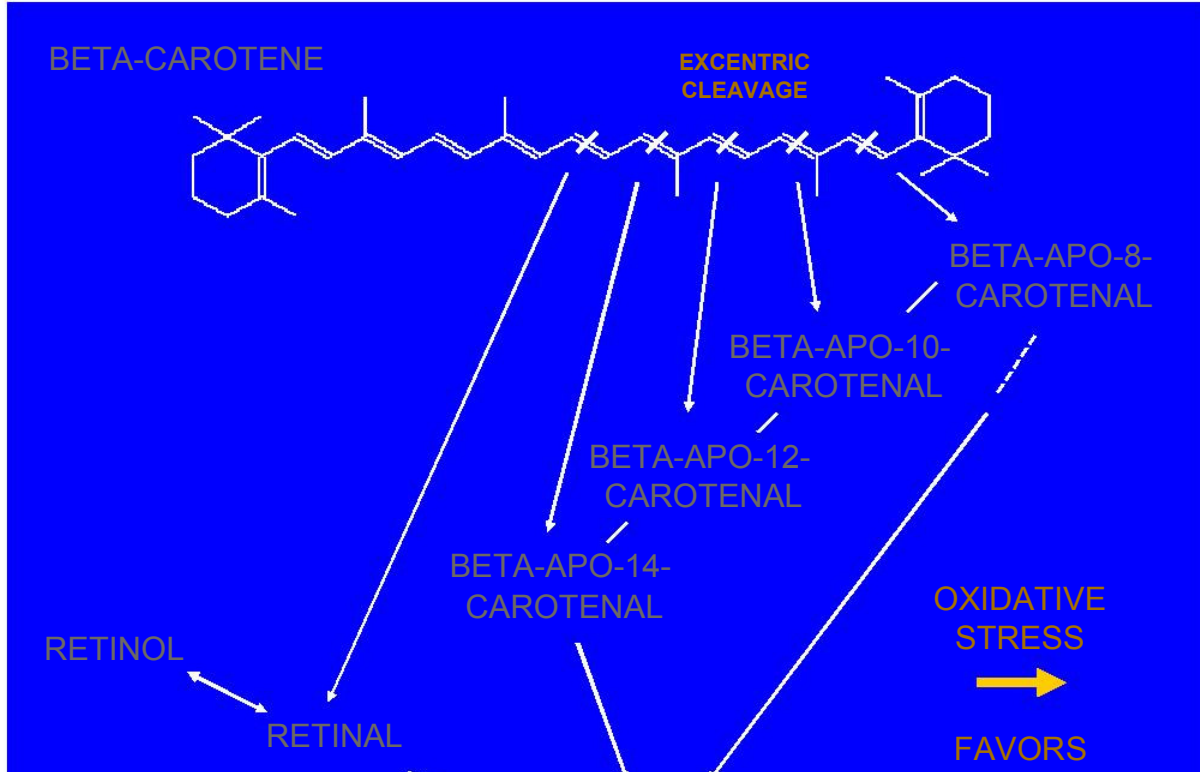 BETA-CAROTENE
EXCENTRIC
CLEAVAGE
BETA-APO-8-
CAROTENAL
BETA-APO-10-
CAROTENAL
BETA-APO-12-
CAROTENAL
BETA-APO-14-
CAROTENAL
OXIDATIVE
STRESS
RETINOL
RETINAL
FAVORS